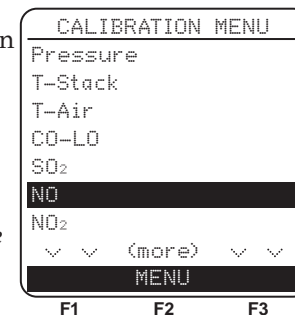 CALIBRATION MENU
n
Pressure
T-Stack
T-Air
CO-LO
SO₂
NO
NO₂
(more)
MENU
F1 F2 F3